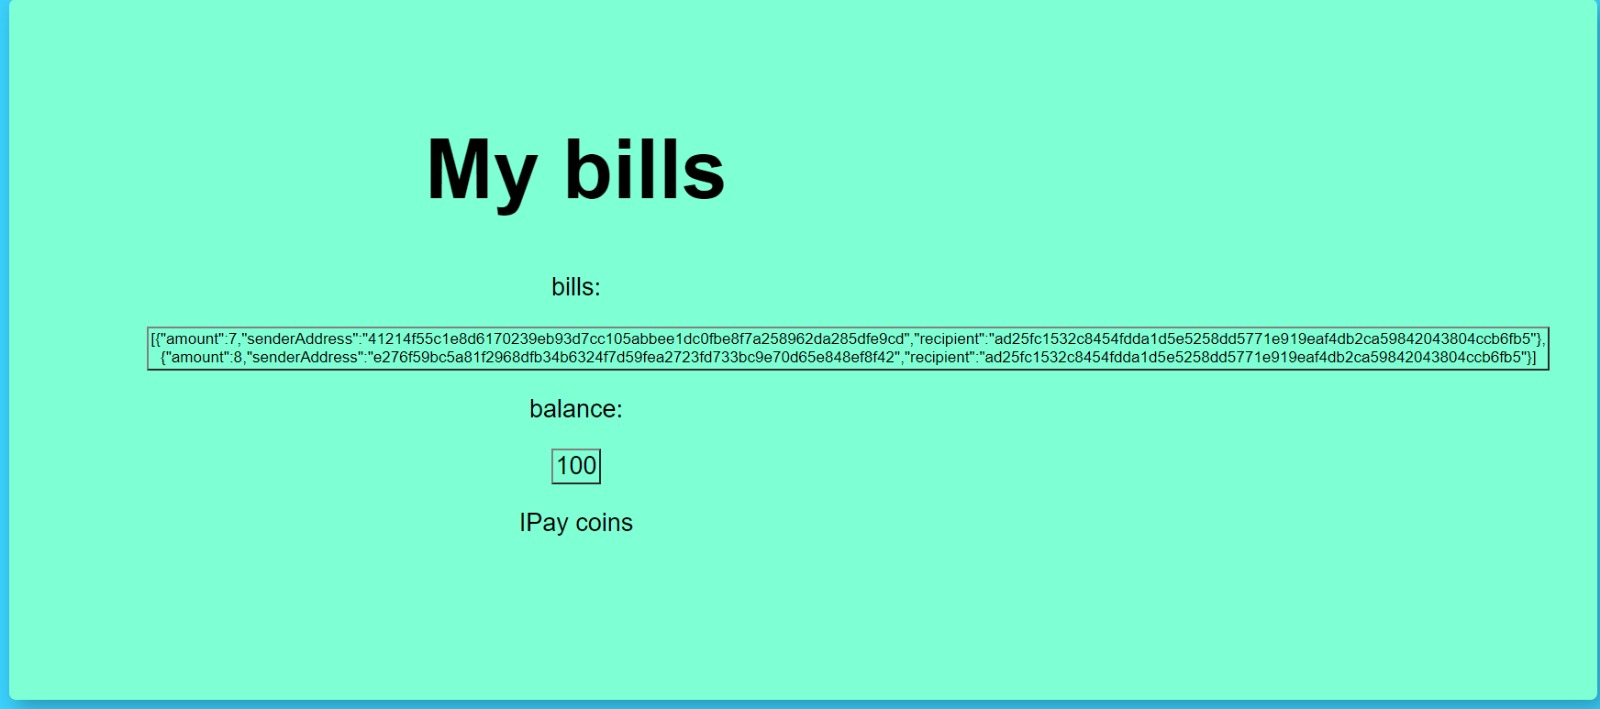 My bills
bills:
[{"amount":7,"senderAddress":"41214f55c1e8d6170239eb93d7cc105abbee1dc0fbe8f7a258962da285dfe9cd","recipient":"ad25fc1532c8454fdda1d5e5258dd5771e919eaf4db2ca59842043804ccb6fb5"},
{"amount":8,"senderAddress":"e276f59bc5a81f2968dfb34b6324f7d59fea2723fd733bc9e70d65e848ef8f42","recipient":"ad25fc1532c8454fdda1d5e5258dd5771e919eaf4db2ca59842043804ccb6fb5"}]
balance:
100
IPay coins